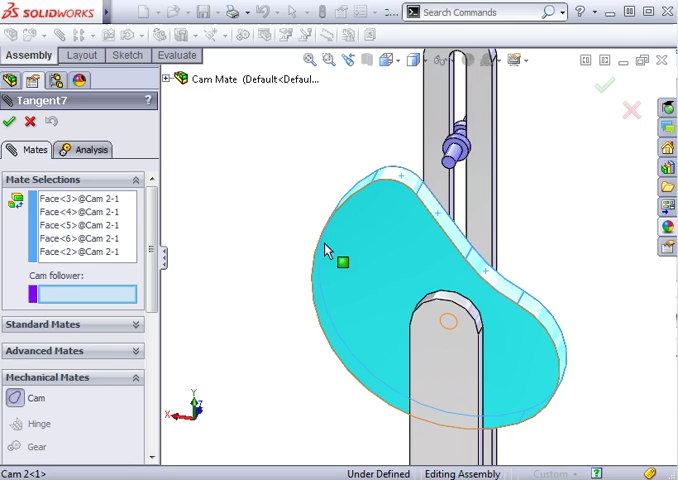 SOLIDWORKS
Search Commands
Assembly Layout Sketch Evaluate
Tangent7 ?
Cam Mate (Default<Defaul...
Mates Analysis
Mate Selections
Face<3>@Cam 2-1
Face<4>@Cam 2-1
Face<5>@Cam 2-1
Face<6>@Cam 2-1
Face<2>@Cam 2-1
Cam follower:
Standard Mates
Advanced Mates
Mechanical Mates
Cam
Hinge
Gear
Y
X
Z
Cam 2<1> Under Defined Editing Assembly Custom